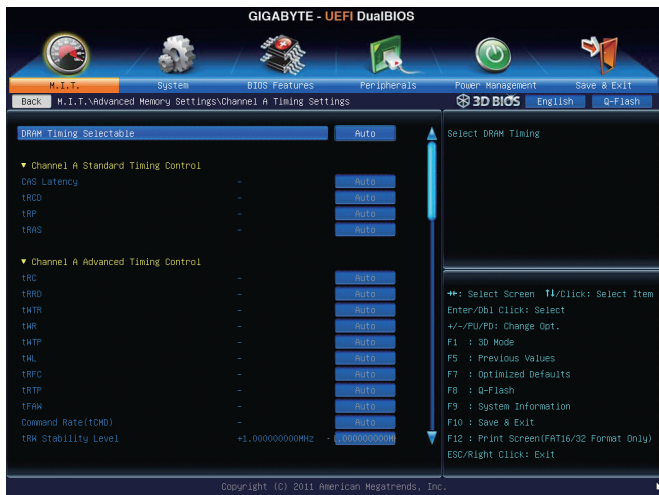 GIGABYTE - UEFI DualBIOS
M.I.T. System BIOS Features Peripherals Power Management Save & Exit
Back M.I.T.\Advanced Memory Settings\Channel A Timing Settings 3D BIOS English Q-Flash
DRAM Timing Selectable Auto
Select DRAM Timing
▼ Channel A Standard Timing Control
CAS Latency - Auto
tRCD - Auto
tRP - Auto
tRAS - Auto
▼ Channel A Advanced Timing Control
tRC - Auto
tRRD - Auto
tWTR - Auto
tWR - Auto
tWTP - Auto
tWL - Auto
tRFC - Auto
tRTP - Auto
tFAW - Auto
Command Rate(tCMD) - Auto
tRW Stability Level +1.000000000MHz - (.000000000M
→←: Select Screen ↑↓/Click: Select Item
Enter/Dbl Click: Select
+/-/PU/PD: Change Opt.
F1 : 3D Mode
F5 : Previous Values
F7 : Optimized Defaults
F8 : Q-Flash
F9 : System Information
F10 : Save & Exit
F12 : Print Screen(FAT16/32 Format Only)
ESC/Right Click: Exit
Copyright (C) 2011 American Megatrends, Inc.